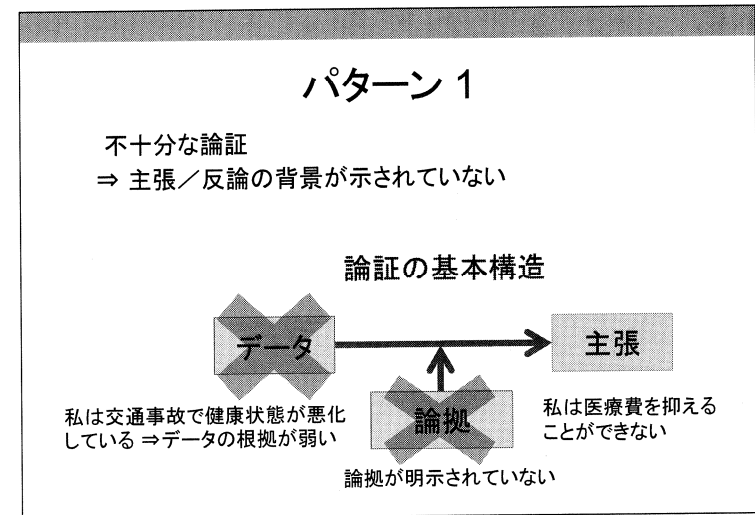 パターン 1
不十分な論証
⇒ 主張／反論の背景が示されていない
論証の基本構造
データ
主張
論拠
私は交通事故で健康状態が悪化
している ⇒データの根拠が弱い
私は医療費を抑える
ことができない
論拠が明示されていない